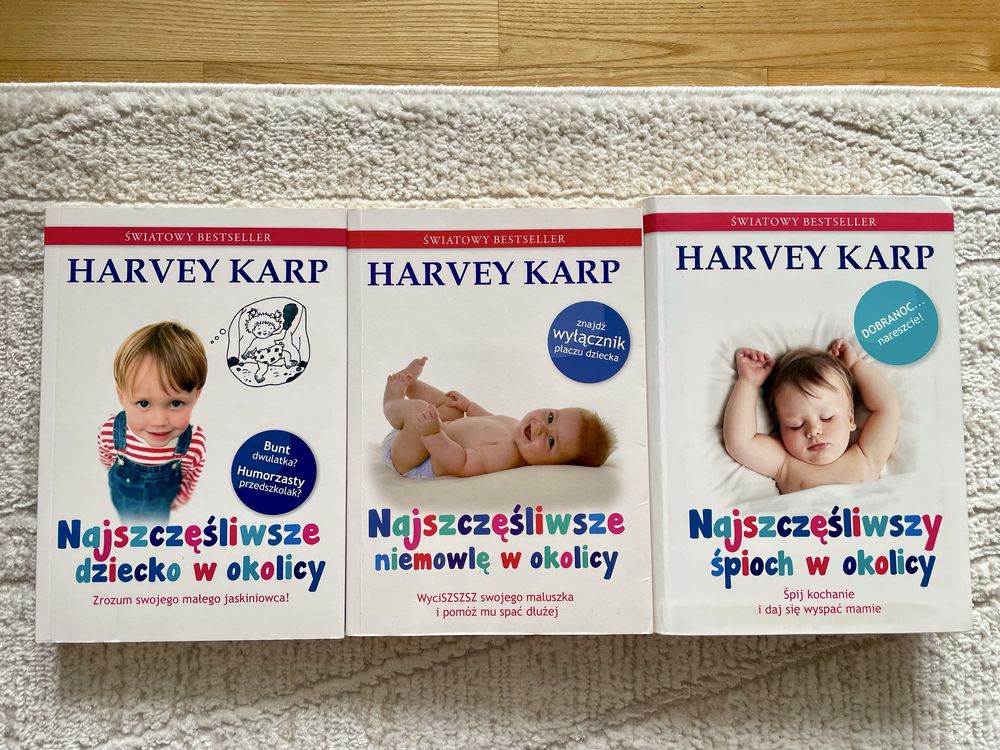 ŚWIATOWY BESTSELLER
HARVEY KARP
Bunt
dwulatka?
Humorzasty
przedszkolak?
Najszczęśliwsze
dziecko w okolicy
Zrozum swojego małego jaskiniowca!
ŚWIATOWY BESTSELLER
HARVEY KARP
znajdź
wyłącznik
płaczu dziecka
Najszczęśliwsze
niemowlę w okolicy
WyciSZSZSZ swojego maluszka
i pomóż mu spać dłużej
ŚWIATOWY BESTSELLER
HARVEY KARP
DOBRANOC...
nareszcie!
Najszczęśliwszy
śpioch w okolicy
Śpij kochanie
i daj się wyspać mamie